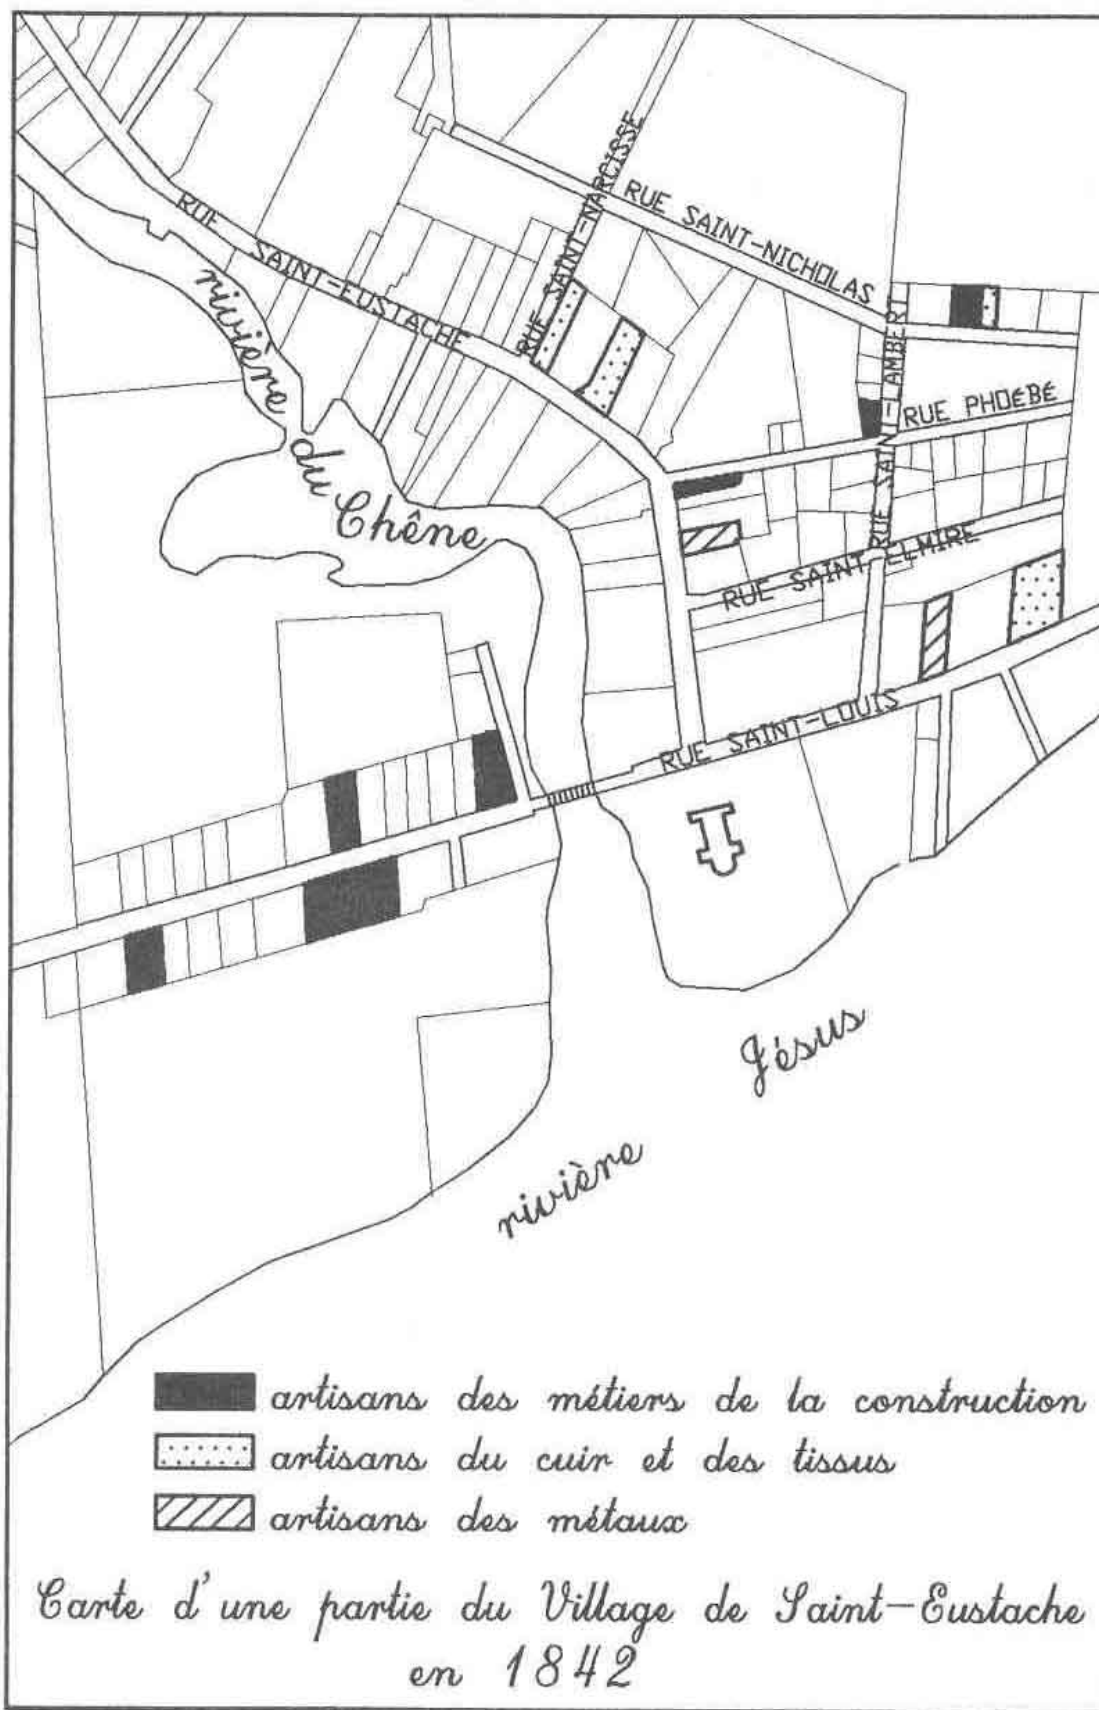 RUE SAINT-NARCISSE
RUE SAINT-NICHOLAS
RUE SAINT-EUSTACHE
rivière du Chêne
RUE SAINT-LAMBERT
RUE PHOEBE
RUE SAINT ELMIRE
RUE SAINT-LOUIS
rivière Jésus
artisans des métiers de la construction
artisans du cuir et des tissus
artisans des métaux
Carte d'une partie du Village de Saint-Eustache
en 1842